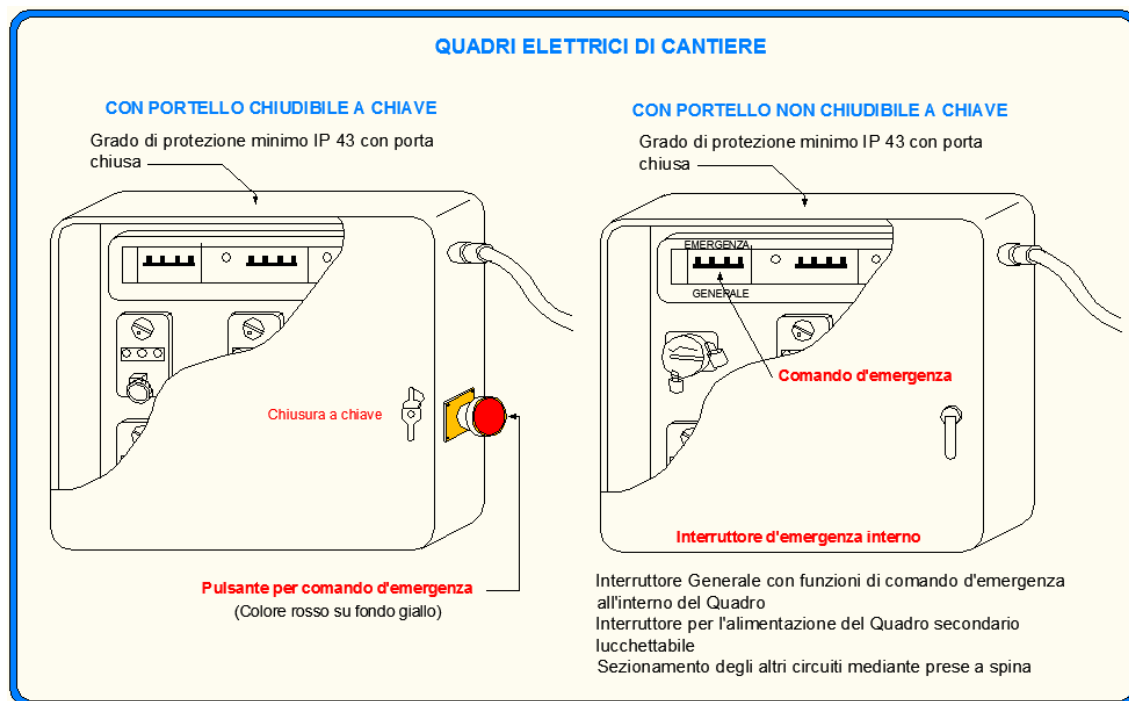 QUADRI ELETTRICI DI CANTIERE
CON PORTELLO CHIUDIBILE A CHIAVE
Grado di protezione minimo IP 43 con porta
chiusa
Chiusura a chiave
Pulsante per comando d'emergenza
(Colore rosso su fondo giallo)
CON PORTELLO NON CHIUDIBILE A CHIAVE
Grado di protezione minimo IP 43 con porta
chiusa
EMERGENZA
GENERALE
Comando d'emergenza
Interruttore d'emergenza interno
Interruttore Generale con funzioni di comando d'emergenza
all'interno del Quadro
Interruttore per l'alimentazione del Quadro secondario
lucchettabile
Sezionamento degli altri circuiti mediante prese a spina